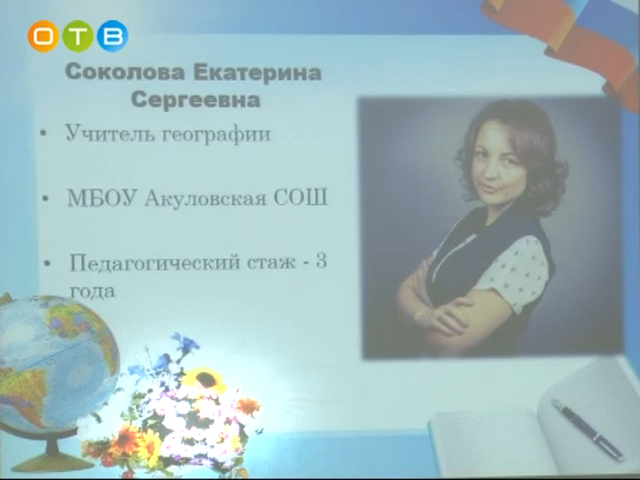 ОТВ
Соколова Екатерина
Сергеевна
• Учитель географии
• МБОУ Акуловская СОШ
• Педагогический стаж - 3
года